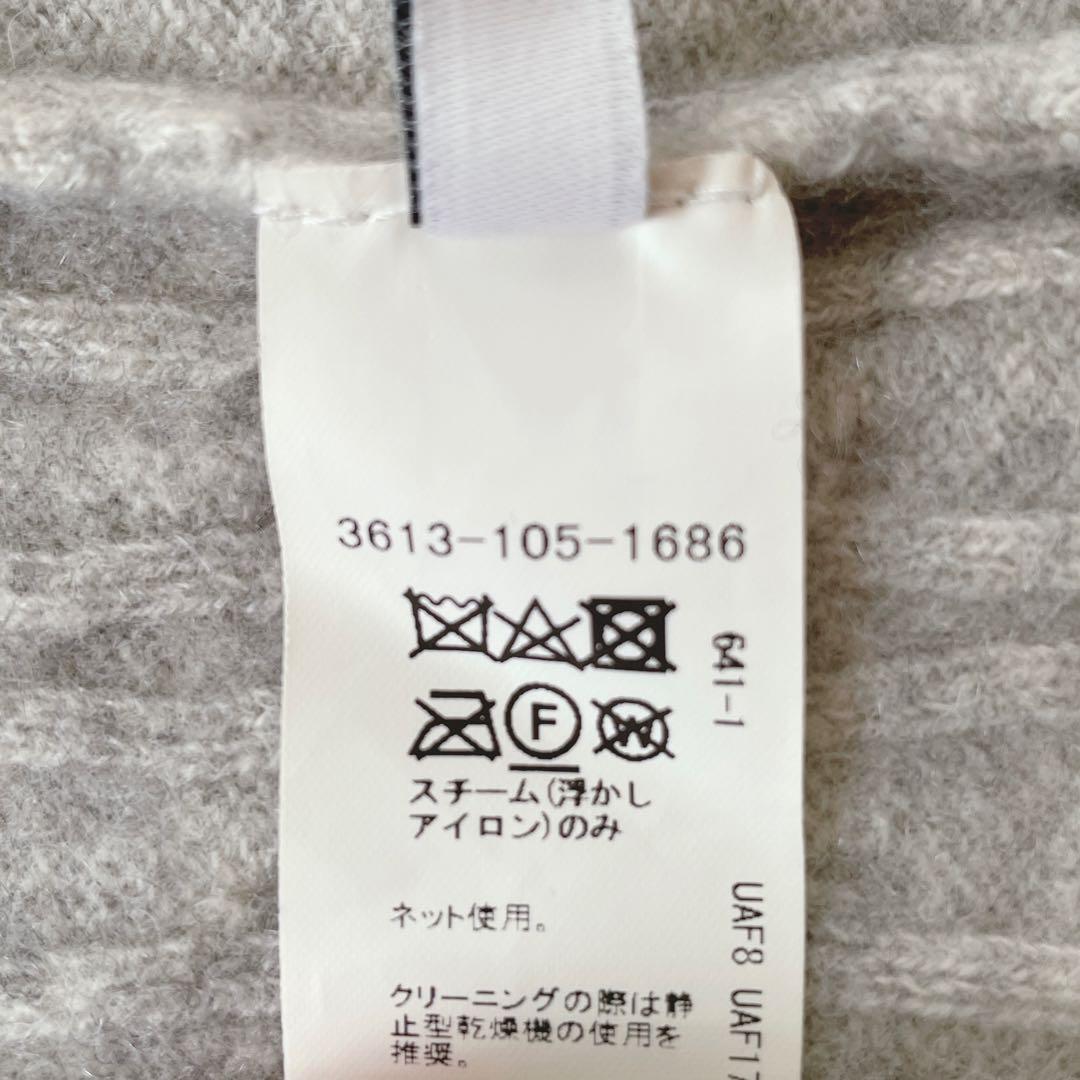 3613-105-1686
641-1
F
W
スチーム(浮かし
アイロン)のみ
ネット使用。
クリーニングの際は静
止型乾燥機の使用を
推奨。
UAF8 UAF17